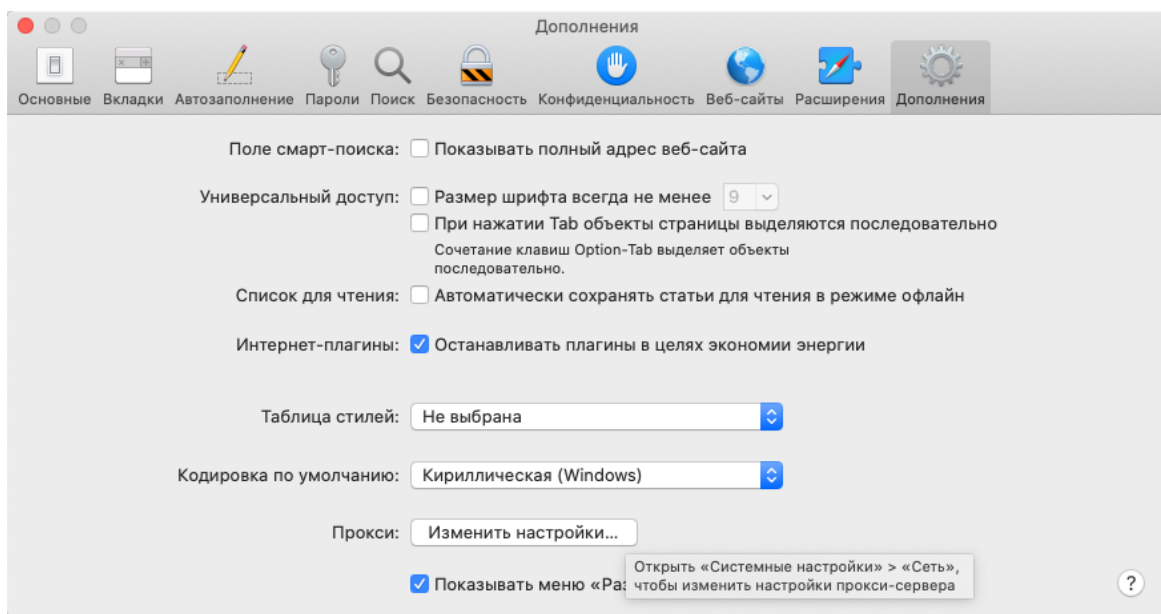 Дополнения
Основные Вкладки Автозаполнение Пароли Поиск Безопасность Конфиденциальность Веб-сайты Расширения Дополнения
Поле смарт-поиска: Показывать полный адрес веб-сайта
Универсальный доступ: Размер шрифта всегда не менее 9
При нажатии Tab объекты страницы выделяются последовательно
Сочетание клавиш Option-Tab выделяет объекты
последовательно.
Список для чтения: Автоматически сохранять статьи для чтения в режиме офлайн
Интернет-плагины: Останавливать плагины в целях экономии энергии
Таблица стилей: Не выбрана
Кодировка по умолчанию: Кириллическая (Windows)
Прокси: Изменить настройки...
Открыть «Системные настройки» > «Сеть»,
чтобы изменить настройки прокси-сервера
Показывать меню
?